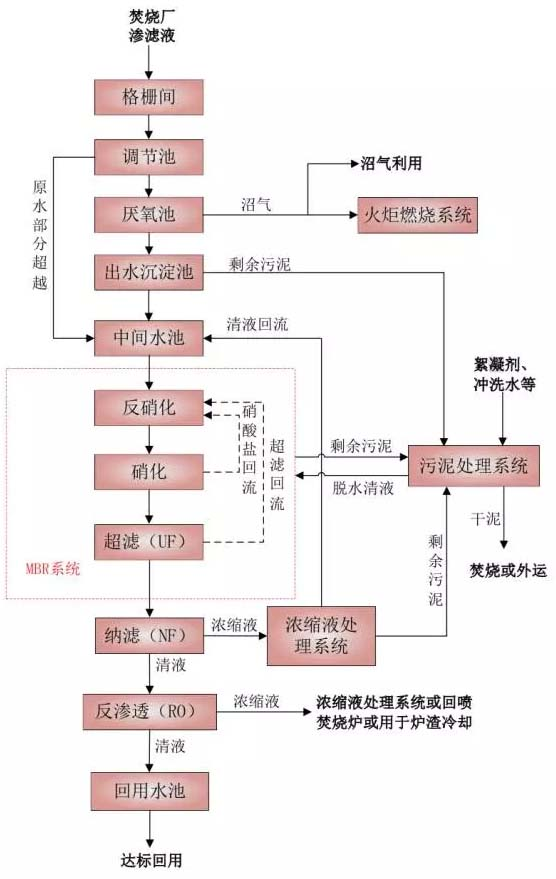 焚烧厂
渗滤液
格栅间
调节池
沼气利用
原水部分超越
厌氧池
沼气
火炬燃烧系统
出水沉淀池
剩余污泥
中间水池
清液回流
絮凝剂、
冲洗水等
反硝化
硝酸盐回流
超滤回流
剩余污泥
污泥处理系统
硝化
脱水清液
干泥
超滤（UF）
剩余污泥
焚烧或外运
MBR系统
纳滤（NF）
浓缩液
浓缩液处
理系统
清液
反渗透（RO）
浓缩液
浓缩液处理系统或回喷
焚烧炉或用于炉渣冷却
清液
回用水池
达标回用